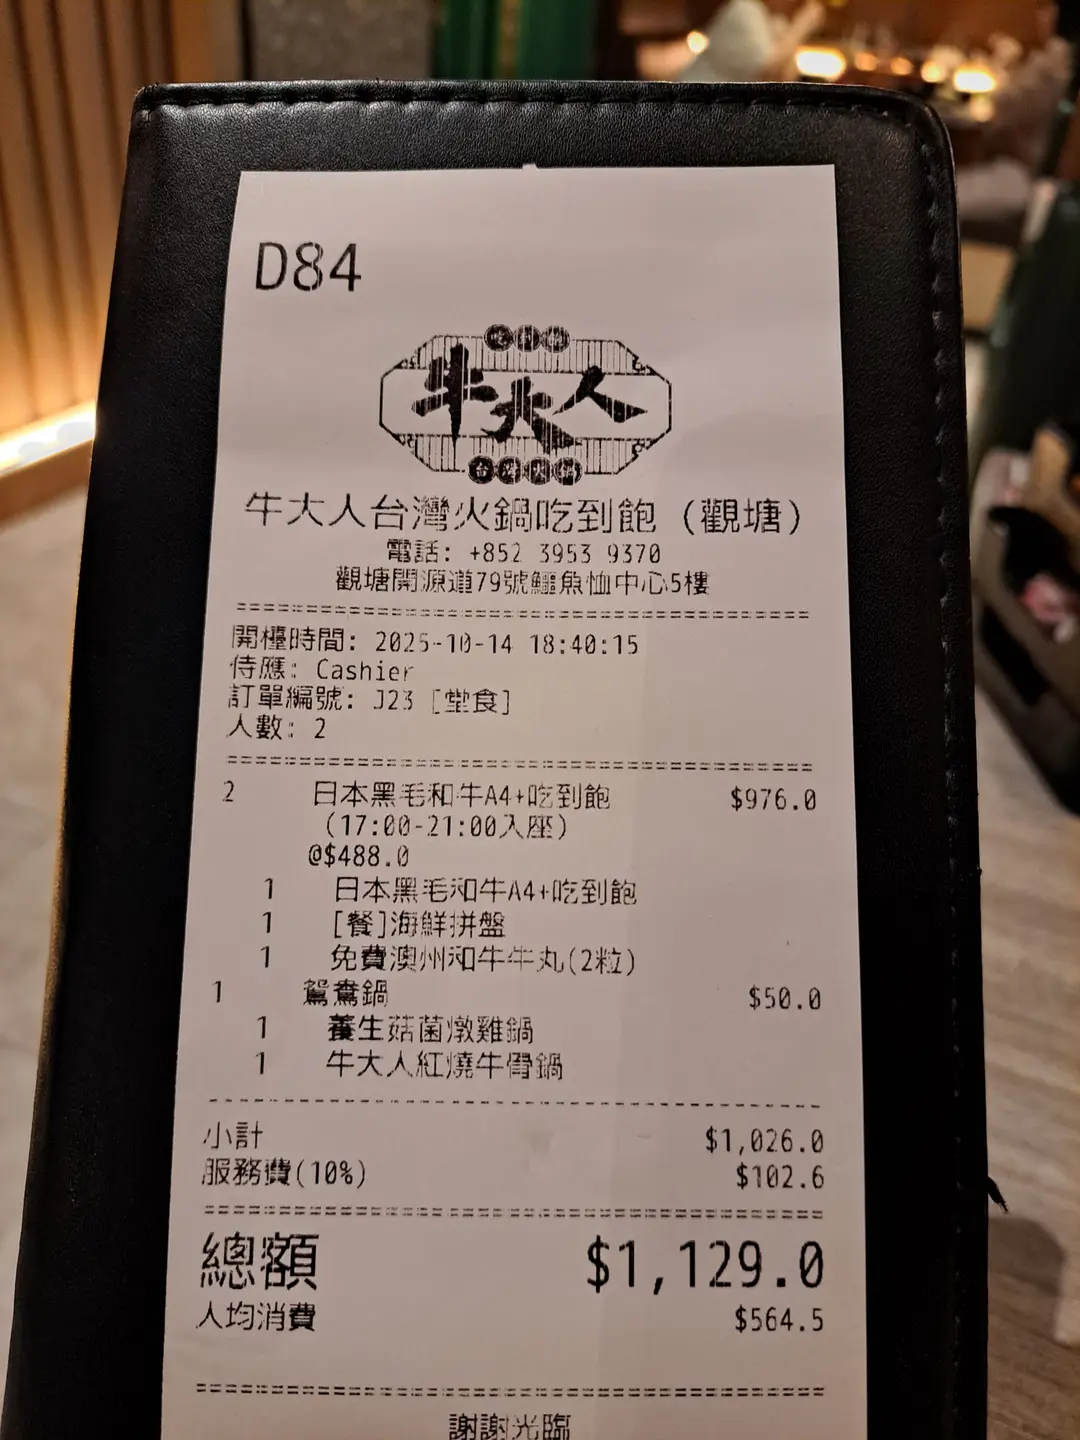 D84
吃到飽
牛大人
台灣火鍋
牛大人台灣火鍋吃到飽 (觀塘)
電話: +852 3953 9370
觀塘開源道79號鱷魚恤中心5樓
開檯時間: 2025-10-14 18:40:15
侍應: Cashier
訂單編號: J23 [堂食]
人數: 2
2 日本黑毛和牛A4+吃到飽 $976.0
(17:00-21:00入座)
@$488.0
1 日本黑毛和牛A4+吃到飽
1 [餐]海鮮拼盤
1 免費澳州和牛牛丸(2粒)
1 鴛鴦鍋 $50.0
1 養生菇菌燉雞鍋
1 牛大人紅燒牛骨鍋
小計 $1,026.0
服務費(10%) $102.6
總額 $1,129.0
人均消費 $564.5
謝謝光臨